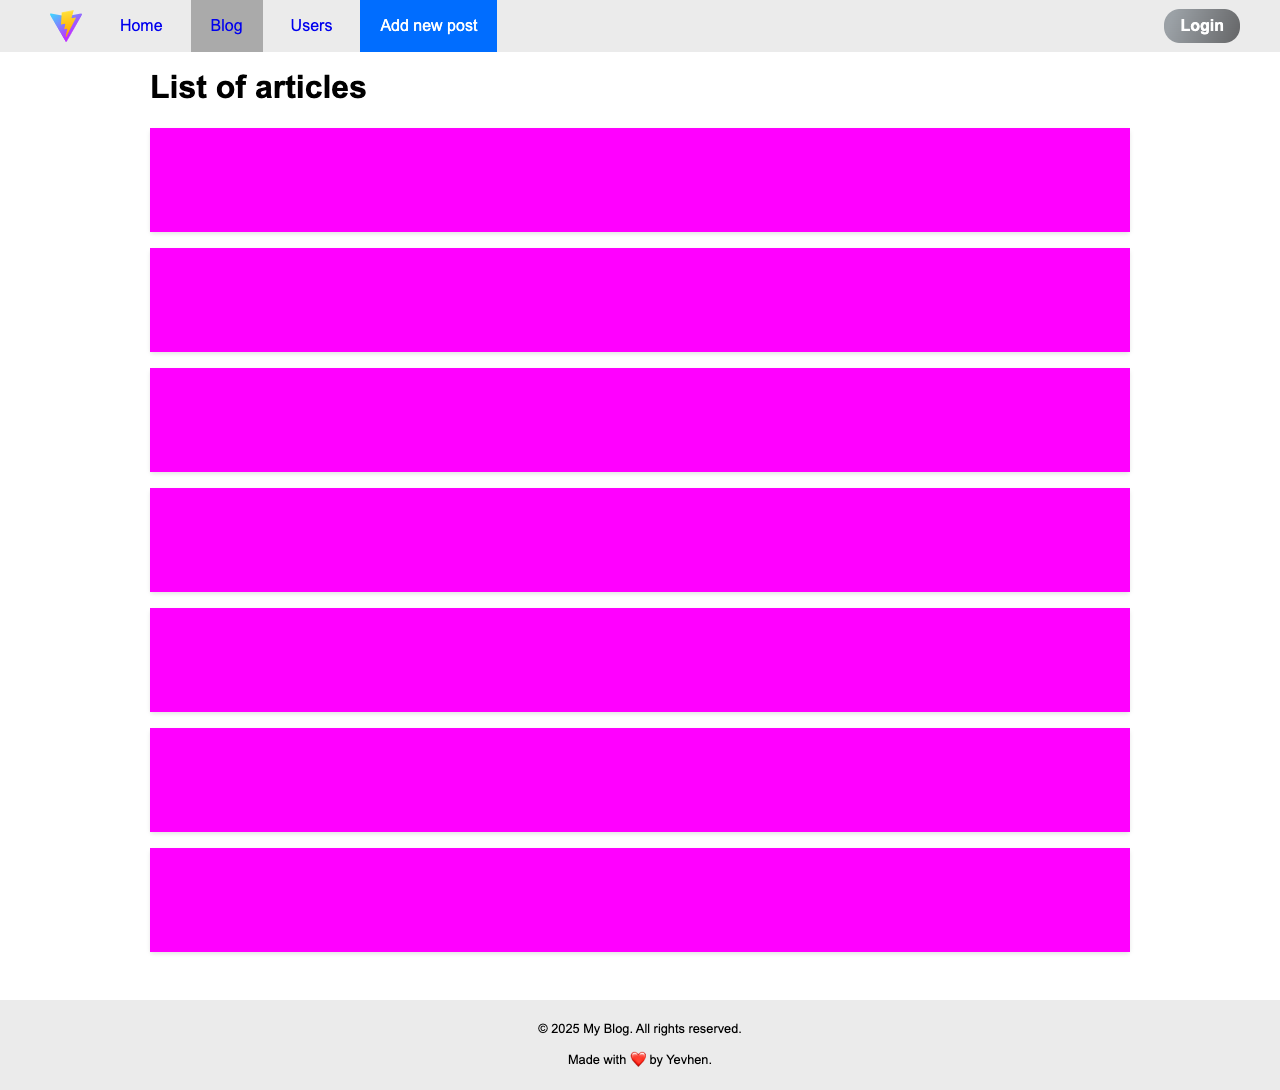 Home Blog Users Add new post Login
List of articles
© 2025 My Blog. All rights reserved.
Made with ❤️ by Yevhen.